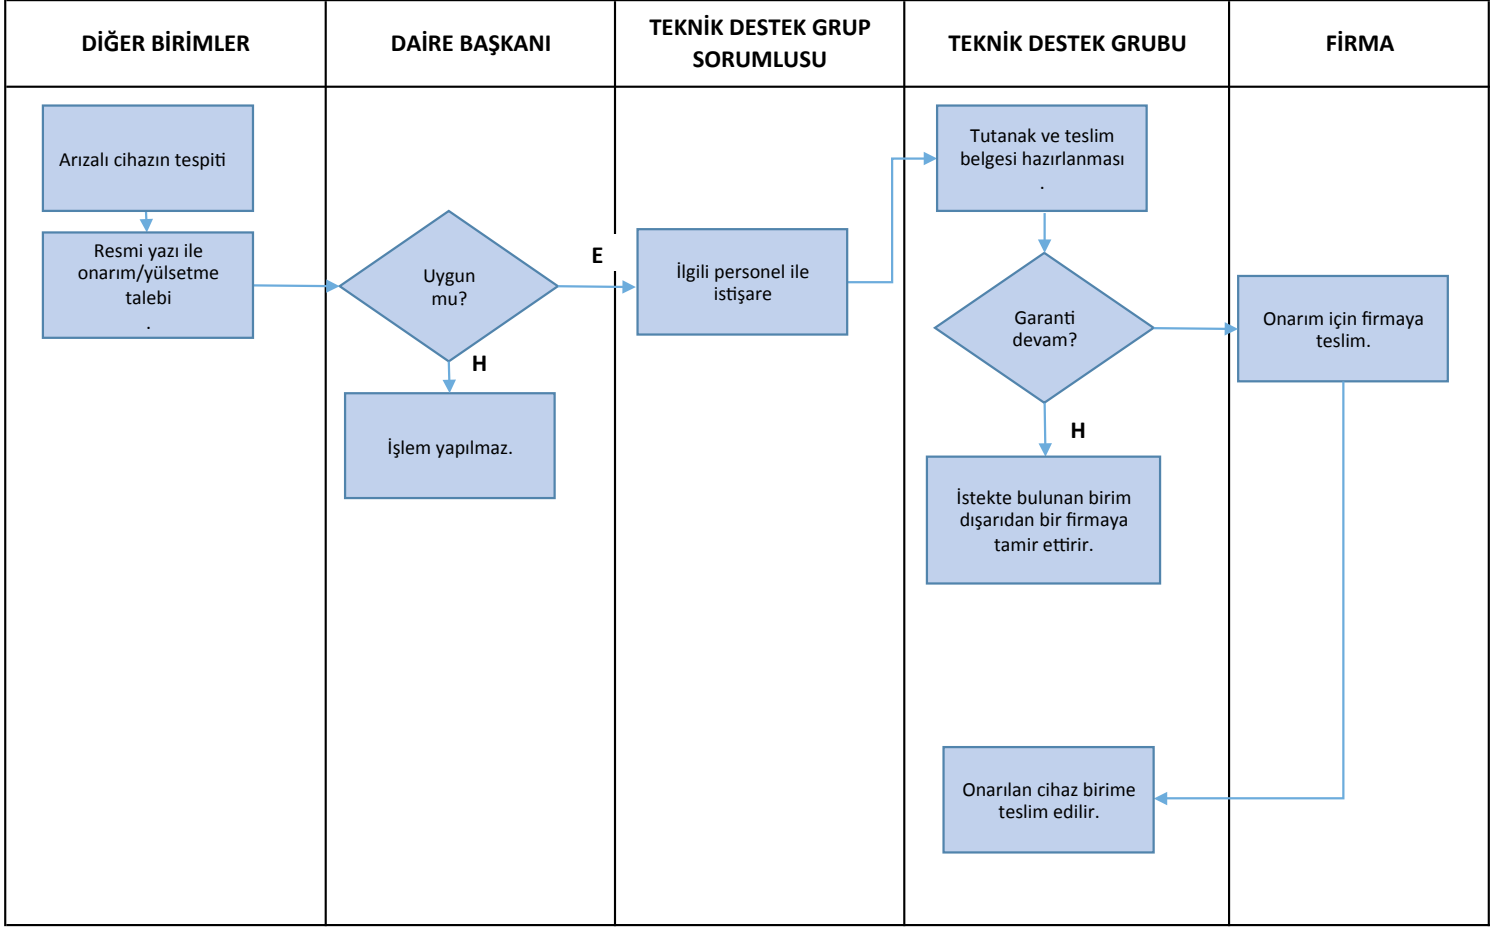 DİĞER BİRİMLER
DAİRE BAŞKANI
TEKNİK DESTEK GRUP
SORUMLUSU
TEKNİK DESTEK GRUBU
FİRMA
Arızalı cihazın tespiti
Resmi yazı ile
onarım/yülsetme
talebi
.
Uygun
mu?
E
H
İşlem yapılmaz.
İlgili personel ile
istişare
Tutanak ve teslim
belgesi hazırlanması
.
Garanti
devam?
H
İstekte bulunan birim
dışarıdan bir firmaya
tamir ettirir.
Onarım için firmaya
teslim.
Onarılan cihaz birime
teslim edilir.